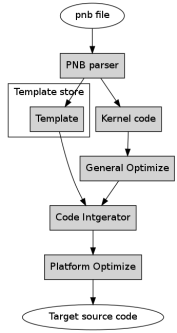 pnb file
PNB parser
Template store
Template
Kernel code
General Optimize
Code Intgerator
Platform Optimize
Target source code